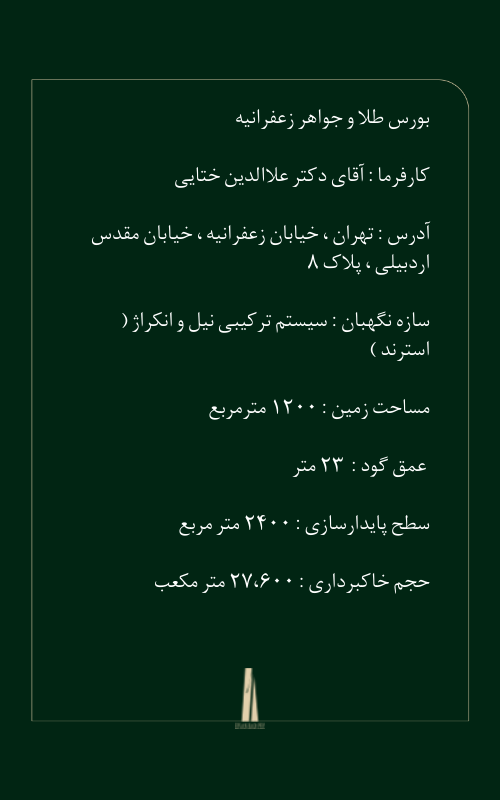 بورس طلا و جواهر زعفرانیه
کارفرما : آقای دکتر علاالدین ختایی
آدرس : تهران ، خیابان زعفرانیه ، خیابان مقدس
اردبیلی ، پلاک ۸
سازه نگهبان : سیستم ترکیبی نیل و انکراژ (
استرند )
مساحت زمین : ۱۲۰۰ مترمربع
عمق گود : ۲۳ متر
سطح پایدارسازی : ۲۴۰۰ متر مربع
حجم خاکبرداری : ۲۷،۶۰۰ متر مکعب